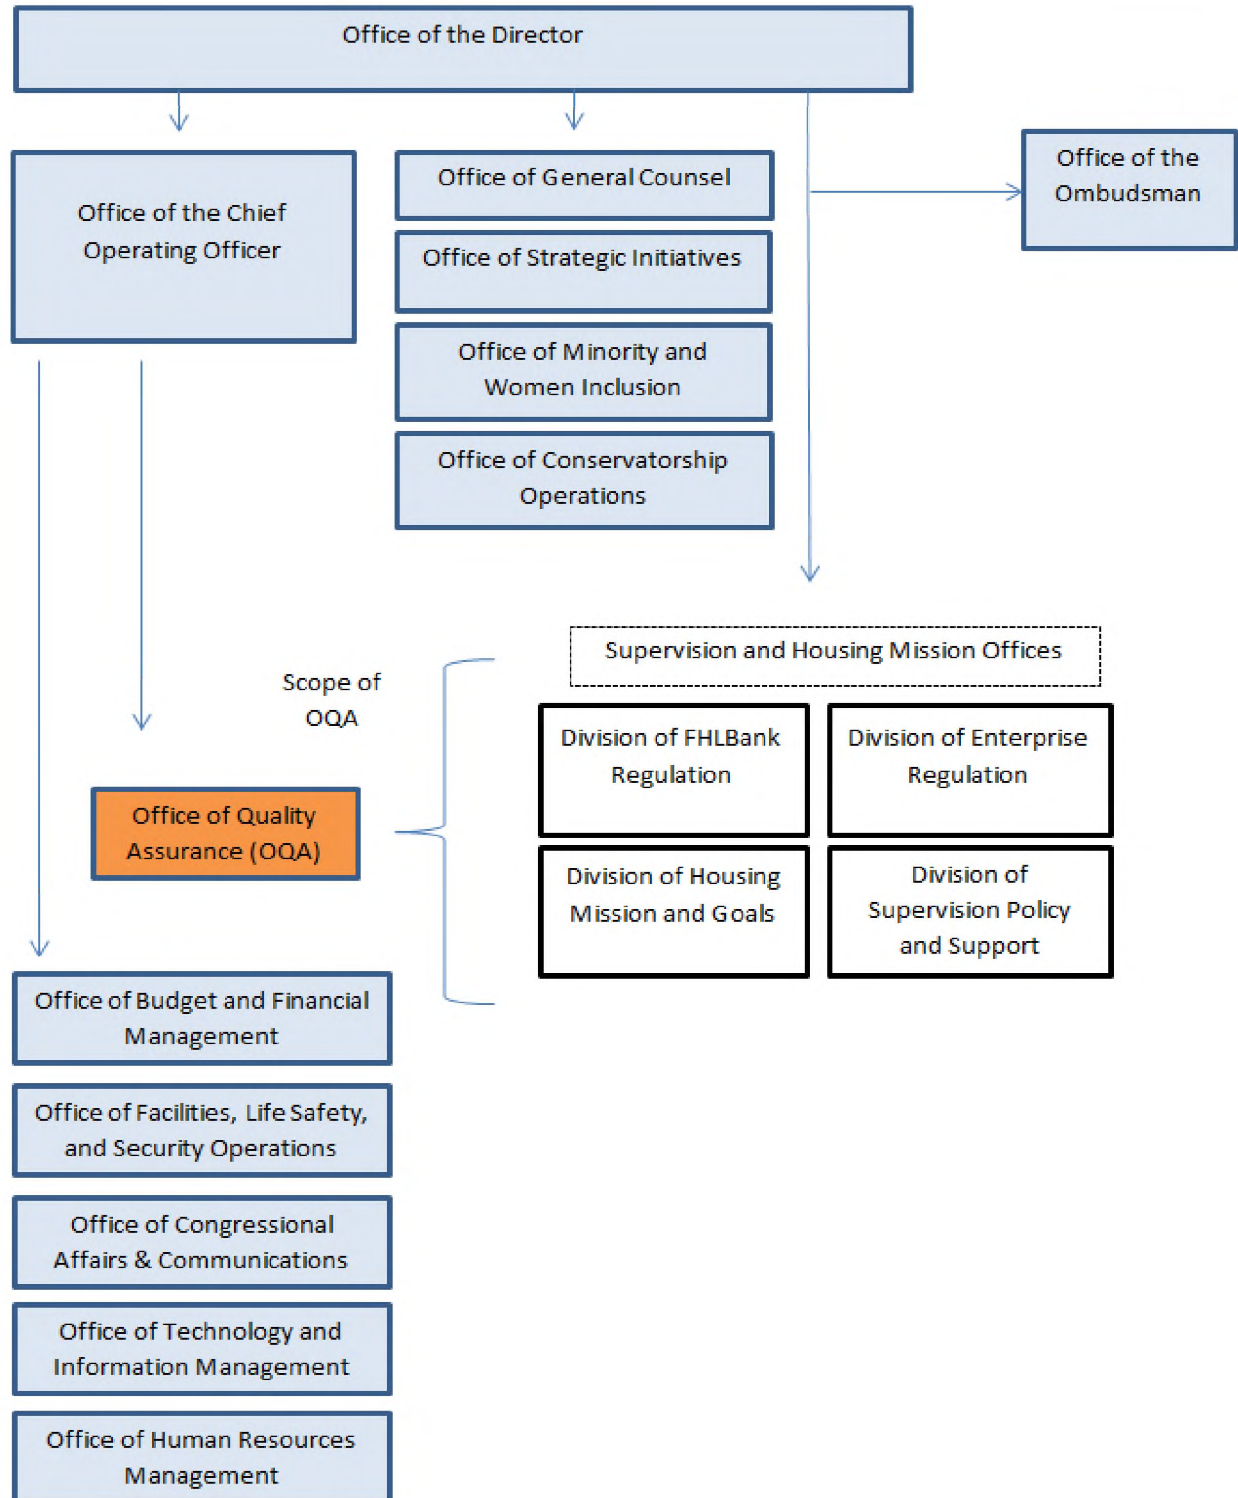 Office of the Director
Office of the Chief
Operating Officer
Office of General Counsel
Office of Strategic Initiatives
Office of Minority and
Women Inclusion
Office of Conservatorship
Operations
Office of the
Ombudsman
Scope of
OQA
Office of Quality
Assurance (OQA)
Supervision and Housing Mission Offices
Division of FHLBank
Regulation
Division of Enterprise
Regulation
Division of Housing
Mission and Goals
Division of
Supervision Policy
and Support
Office of Budget and Financial
Management
Office of Facilities, Life Safety,
and Security Operations
Office of Congressional
Affairs & Communications
Office of Technology and
Information Management
Office of Human Resources
Management